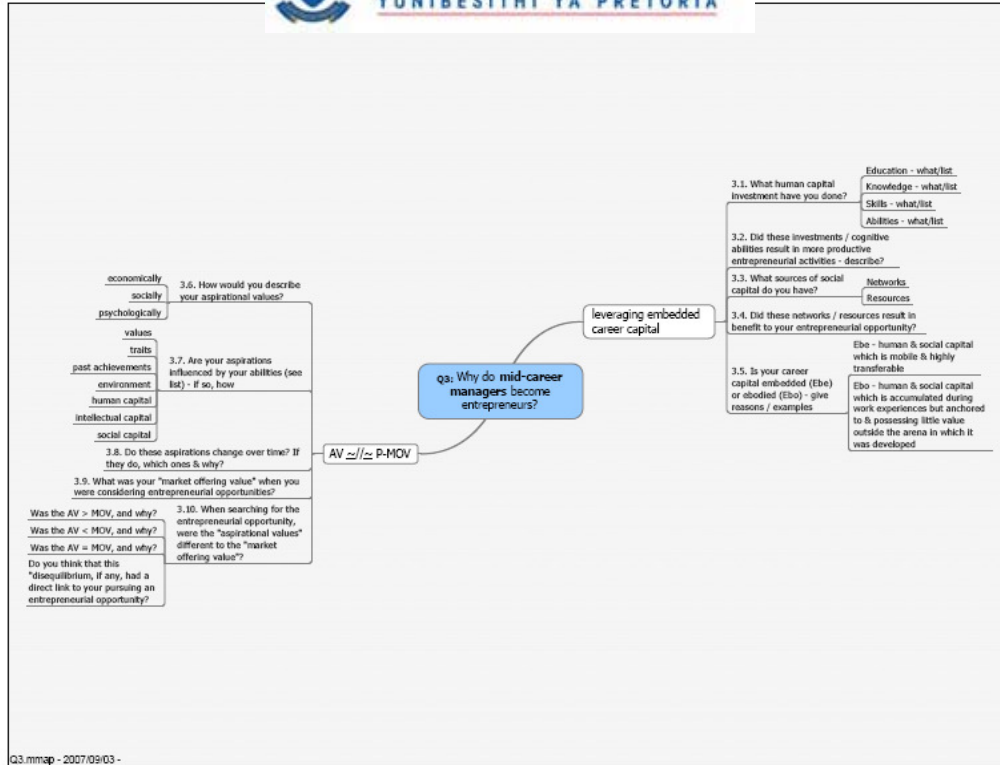 YUNIBESITHI YA PRETORIA
Q3: Why do mid-career
managers become
entrepreneurs?
leveraging embedded
career capital
3.1. What human capital
investment have you done?
Education - what/list
Knowledge - what/list
Skills - what/list
Abilities - what/list
3.2. Did these investments / cognitive
abilities result in more productive
entrepreneurial activities - describe?
3.3. What sources of social
capital do you have?
Networks
Resources
3.4. Did these networks / resources result in
benefit to your entrepreneurial opportunity?
3.5. Is your career
capital embedded (Ebe)
or ebodied (Ebo) - give
reasons / examples
Ebe - human & social capital
which is mobile & highly
transferable
Ebo - human & social capital
which is accumulated during
work experiences but anchored
to & possessing little value
outside the arena in which it
was developed
AV ~//~ P-MOV
3.6. How would you describe
your aspirational values?
economically
socially
psychologically
3.7. Are your aspirations
influenced by your abilities (see
list) - if so, how
values
traits
past achievements
environment
human capital
intellectual capital
social capital
3.8. Do these aspirations change over time? If
they do, which ones & why?
3.9. What was your "market offering value" when you
were considering entrepreneurial opportunities?
3.10. When searching for the
entrepreneurial opportunity,
were the "aspirational values"
different to the "market
offering value"?
Was the AV > MOV, and why?
Was the AV < MOV, and why?
Was the AV = MOV, and why?
Do you think that this
"disequilibrium, if any, had a
direct link to your pursuing an
entrepreneurial opportunity?
Q3.mmap - 2007/09/03 -